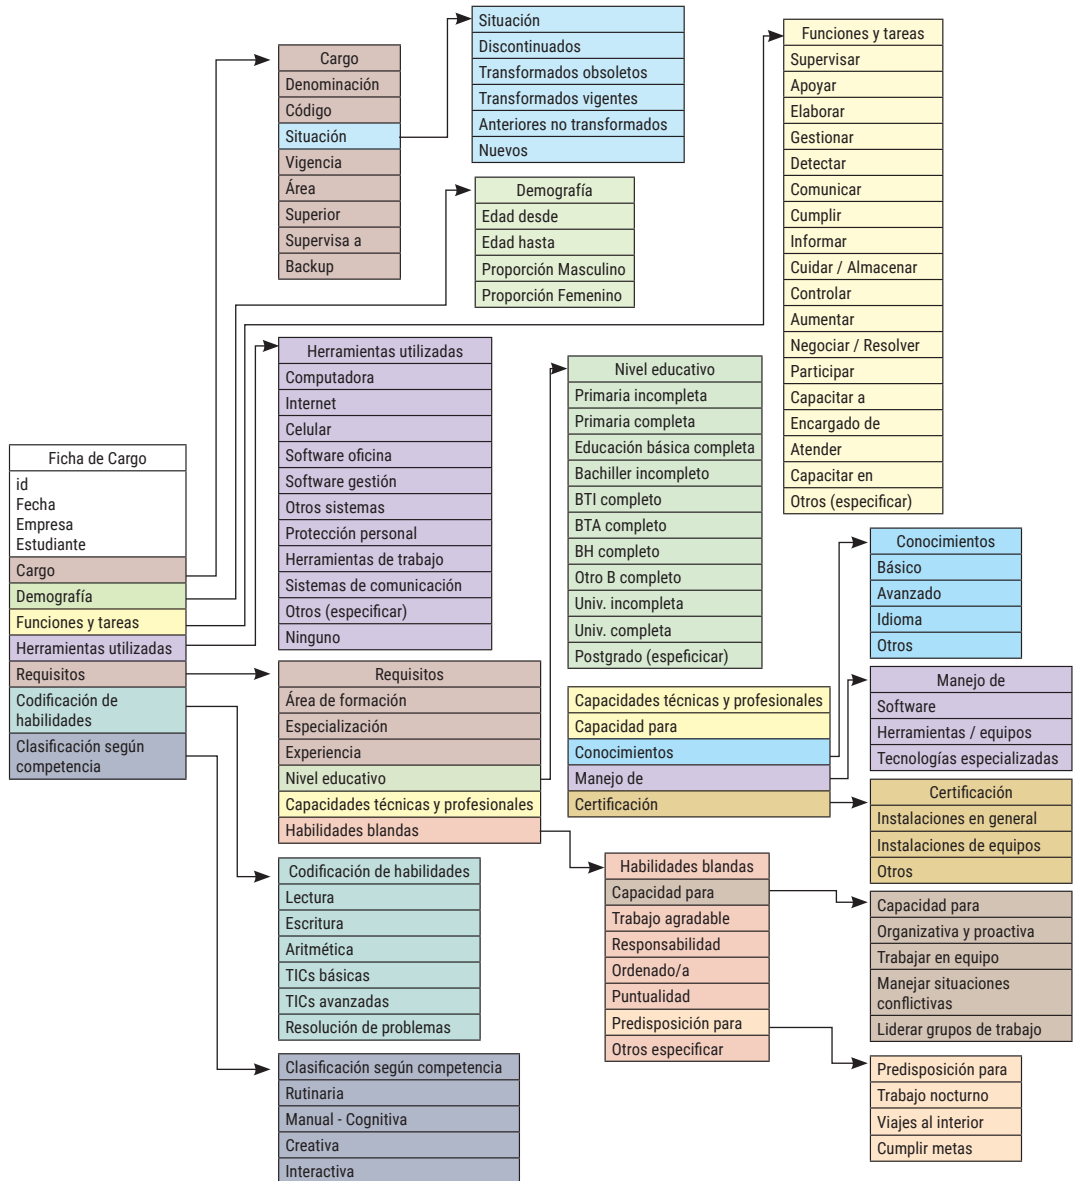 Ficha de Cargo
id
Fecha
Empresa
Estudiante
Cargo
Demografía
Funciones y tareas
Herramientas utilizadas
Requisitos
Codificación de
habilidades
Clasificación según
competencia
Cargo
Denominación
Código
Situación
Vigencia
Área
Superior
Supervisa a
Backup
Situación
Discontinuados
Transformados obsoletos
Transformados vigentes
Anteriores no transformados
Nuevos
Demografía
Edad desde
Edad hasta
Proporción Masculino
Proporción Femenino
Funciones y tareas
Supervisar
Apoyar
Elaborar
Gestionar
Detectar
Comunicar
Cumplir
Informar
Cuidar / Almacenar
Controlar
Aumentar
Negociar / Resolver
Participar
Capacitar a
Encargado de
Atender
Capacitar en
Otros (especificar)
Herramientas utilizadas
Computadora
Internet
Celular
Software oficina
Software gestión
Otros sistemas
Protección personal
Herramientas de trabajo
Sistemas de comunicación
Otros (especificar)
Ninguno
Requisitos
Área de formación
Especialización
Experiencia
Nivel educativo
Capacidades técnicas y profesionales
Habilidades blandas
Nivel educativo
Primaria incompleta
Primaria completa
Educación básica completa
Bachiller incompleto
BTI completo
BTA completo
BH completo
Otro B completo
Univ. incompleta
Univ. completa
Postgrado (espeficicar)
Capacidades técnicas y profesionales
Capacidad para
Conocimientos
Manejo de
Certificación
Conocimientos
Básico
Avanzado
Idioma
Otros
Manejo de
Software
Herramientas / equipos
Tecnologías especializadas
Certificación
Instalaciones en general
Instalaciones de equipos
Otros
Habilidades blandas
Capacidad para
Trabajo agradable
Responsabilidad
Ordenado/a
Puntualidad
Predisposición para
Otros especificar
Capacidad para
Organizativa y proactiva
Trabajar en equipo
Manejar situaciones
conflictivas
Liderar grupos de trabajo
Predisposición para
Trabajo nocturno
Viajes al interior
Cumplir metas
Codificación de habilidades
Lectura
Escritura
Aritmética
TICs básicas
TICs avanzadas
Resolución de problemas
Clasificación según competencia
Rutinaria
Manual - Cognitiva
Creativa
Interactiva